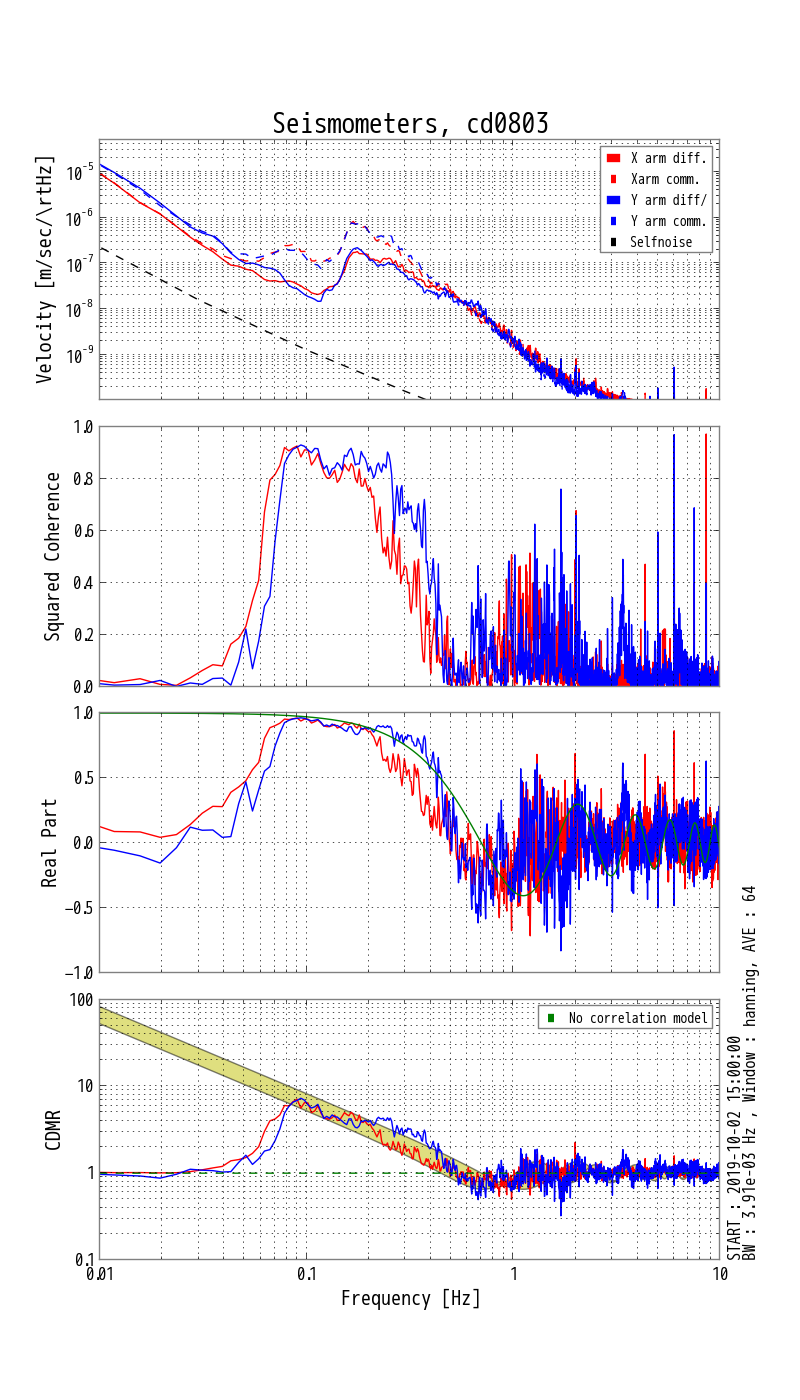 Seismometers, cd0803
Velocity [m/sec/\rtHz]
10^-5
10^-6
10^-7
10^-8
10^-9
X arm diff.
Xarm comm.
Y arm diff/
Y arm comm.
Selfnoise
Squared Coherence
1.0
0.8
0.6
0.4
0.2
0.0
Real Part
1.0
0.5
0.0
−0.5
−1.0
CDMR
100
10
1
0.1
No correlation model
0.01
0.1
1
10
Frequency [Hz]
START : 2019-10-02 15:00:00
BW : 3.91e-03 Hz , Window : hanning, AVE : 64